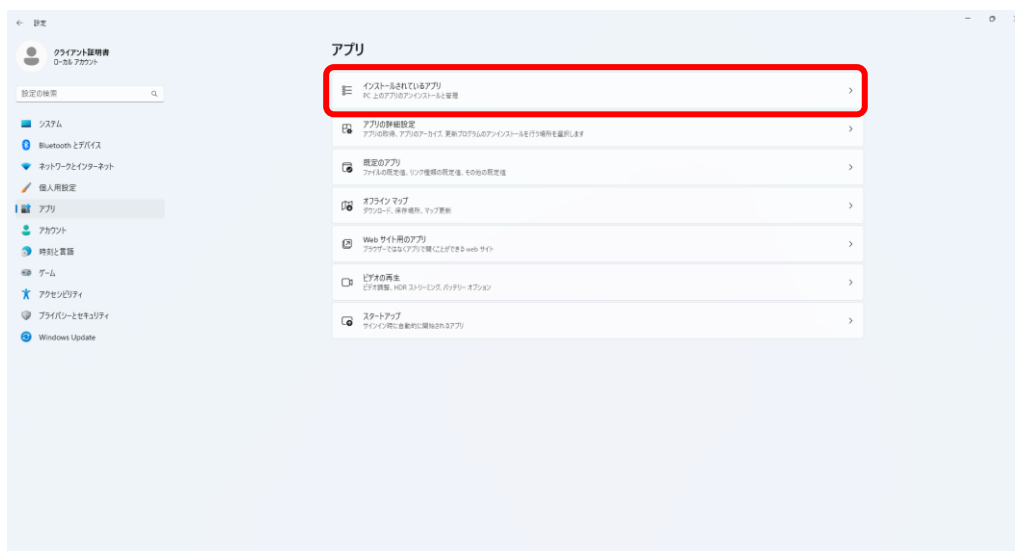 設定
クライアント証明書
ローカル アカウント
設定の検索
システム
Bluetooth とデバイス
ネットワークとインターネット
個人用設定
アプリ
アカウント
時刻と言語
ゲーム
アクセシビリティ
プライバシーとセキュリティ
Windows Update
アプリ
インストールされているアプリ
PC 上のアプリのアンインストールと管理
アプリの詳細設定
アプリの取得、アプリのアーカイブ、更新プログラムのアンインストールを行う場所を選択します
既定のアプリ
ファイルの既定値、リンク種類の既定値、その他の既定値
オフライン マップ
ダウンロード、保存場所、マップ更新
Web サイト用のアプリ
ブラウザーではなくアプリで開くことができる web サイト
ビデオの再生
ビデオ調整、HDR ストリーミング、バッテリー オプション
スタートアップ
サインイン時に自動的に開始されるアプリ